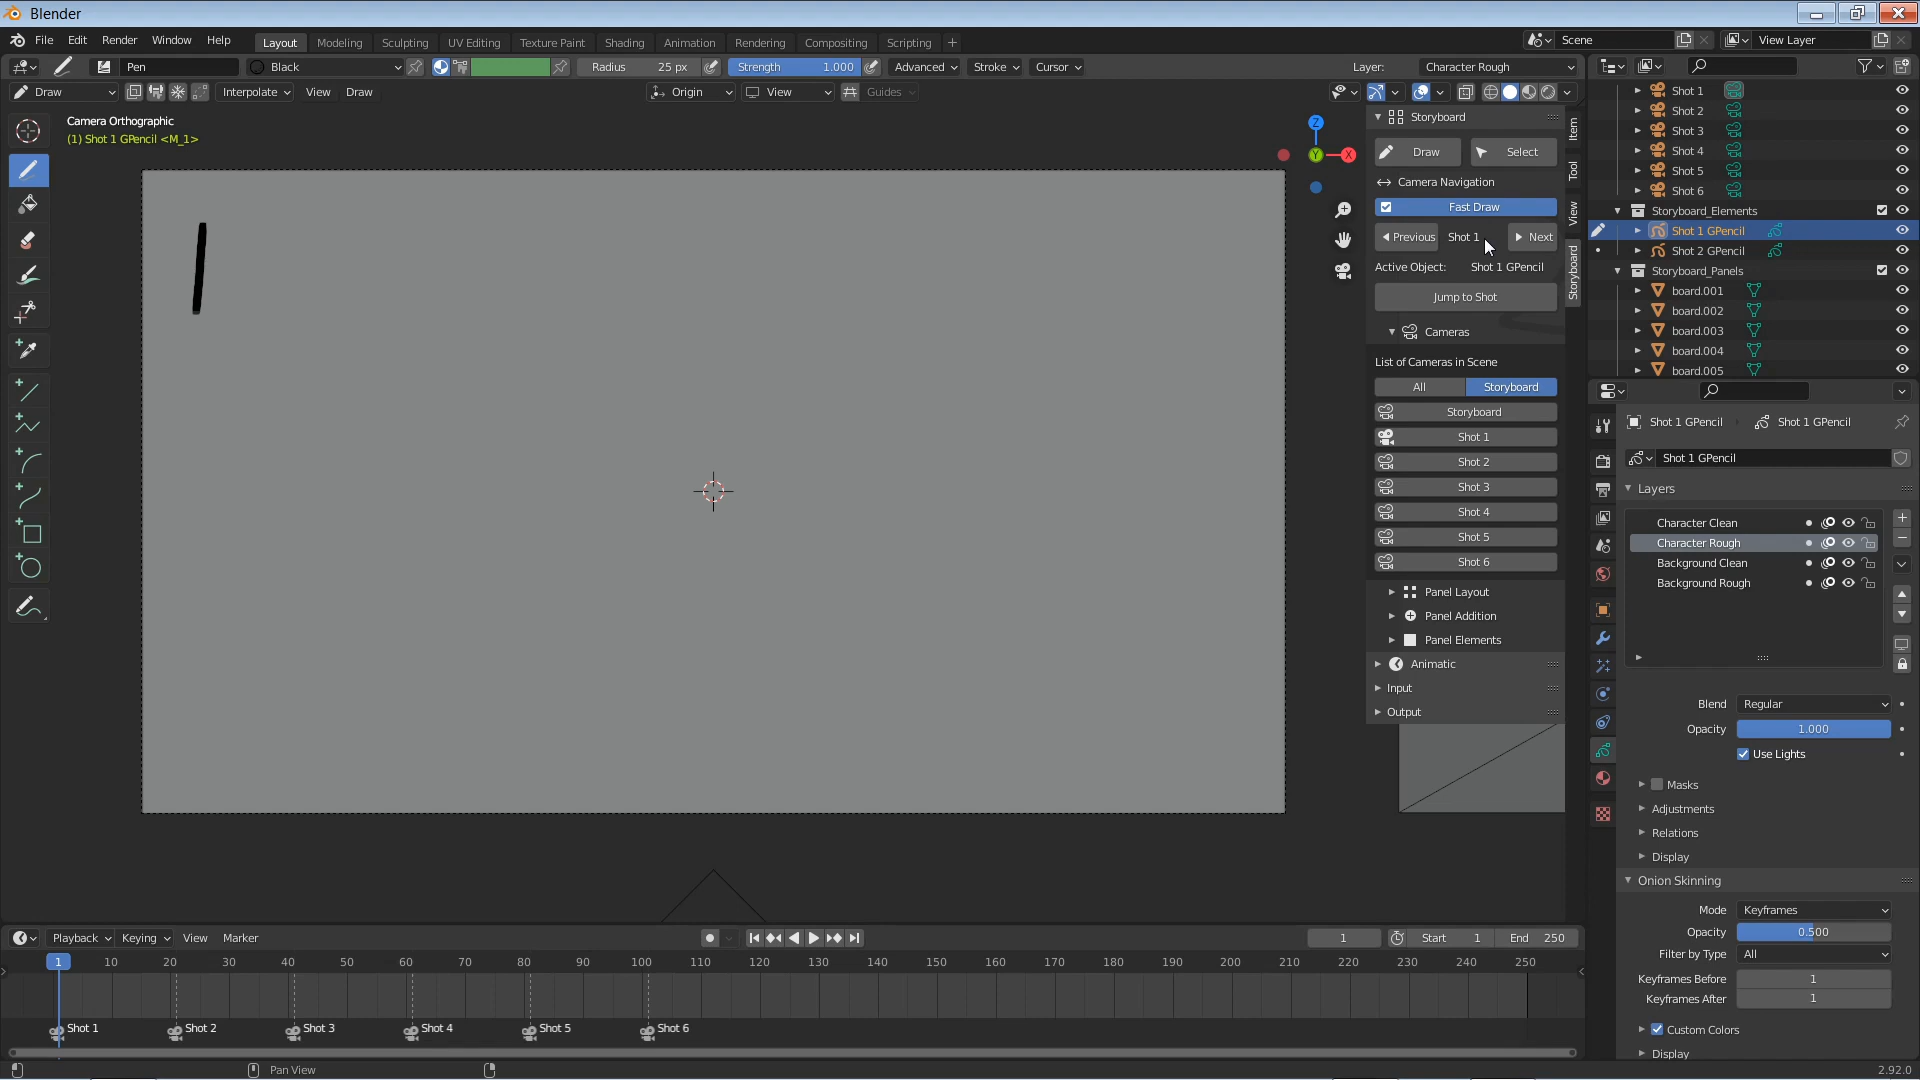 Blender
File Edit Render Window Help
Layout Modeling Sculpting UV Editing Texture Paint Shading Animation Rendering Compositing Scripting
Scene View Layer
Pen Black Radius 25 px Strength 1.000 Advanced Stroke Cursor Layer: Character Rough
Draw Interpolate View Draw Origin View Guides
Camera Orthographic
(1) Shot 1 GPencil <M_1>
Z
Y X
Storyboard
Draw Select
Camera Navigation
Fast Draw
Previous Shot 1 Next
Active Object: Shot 1 GPencil
Jump to Shot
Cameras
List of Cameras in Scene
All Storyboard
Storyboard
Shot 1
Shot 2
Shot 3
Shot 4
Shot 5
Shot 6
Panel Layout
Panel Addition
Panel Elements
Animatic
Input
Output
Item
Tool
View
Storyboard
Shot 1
Shot 2
Shot 3
Shot 4
Shot 5
Shot 6
Storyboard_Elements
Shot 1 GPencil
Shot 2 GPencil
Storyboard_Panels
board.001
board.002
board.003
board.004
board.005
Shot 1 GPencil Shot 1 GPencil
Shot 1 GPencil
Layers
Character Clean
Character Rough
Background Clean
Background Rough
Blend Regular
Opacity 1.000
Use Lights
Masks
Adjustments
Relations
Display
Onion Skinning
Mode Keyframes
Opacity 0.500
Filter by Type All
Keyframes Before 1
Keyframes After 1
Custom Colors
Display
Playback Keying View Marker 1 Start 1 End 250
1 10 20 30 40 50 60 70 80 90 100 110 120 130 140 150 160 170 180 190 200 210 220 230 240 250
Shot 1 Shot 2 Shot 3 Shot 4 Shot 5 Shot 6
Pan View 2.92.0